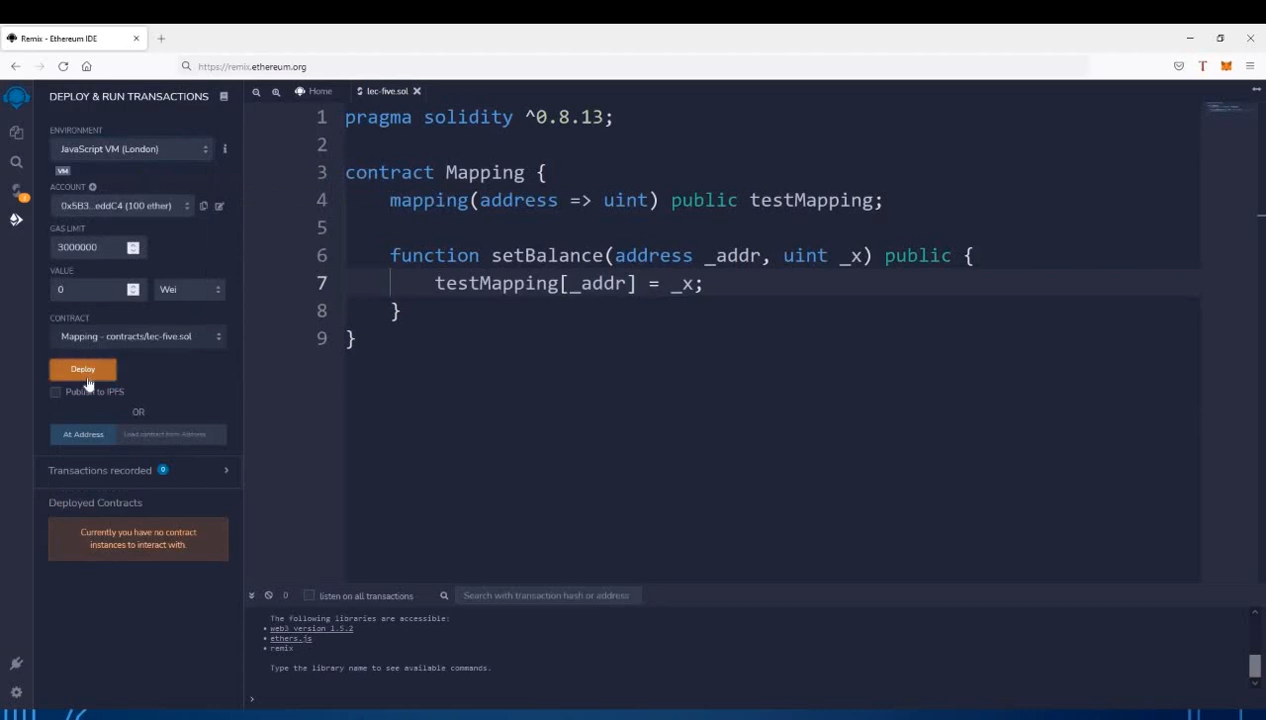 Remix - Ethereum IDE
https://remix.ethereum.org
T
DEPLOY & RUN TRANSACTIONS
ENVIRONMENT
JavaScript VM (London)
i
VM
ACCOUNT
0x5B3...eddC4 (100 ether)
GAS LIMIT
3000000
VALUE
0
Wei
CONTRACT
Mapping - contracts/lec-five.sol
Deploy
Publish to IPFS
OR
At Address
Load contract from Address
Transactions recorded 0
Deployed Contracts
Currently you have no contract
instances to interact with.
Home
lec-five.sol
1 pragma solidity ^0.8.13;
2
3 contract Mapping {
4 mapping(address => uint) public testMapping;
5
6 function setBalance(address _addr, uint _x) public {
7 testMapping[_addr] = _x;
8 }
9 }
0
listen on all transactions
Search with transaction hash or address
The following libraries are accessible:
• web3 version 1.5.2
• ethers.js
• remix
Type the library name to see available commands.
>